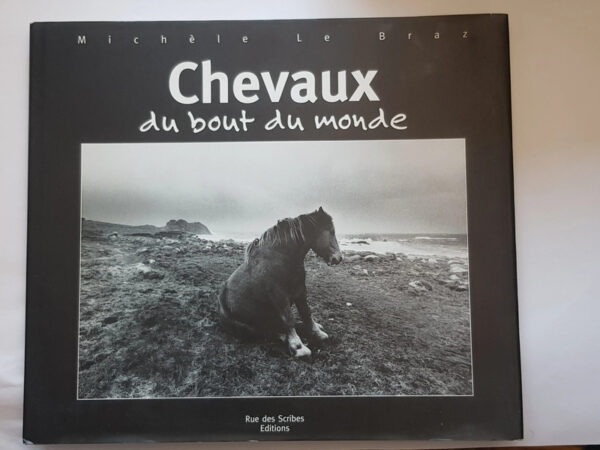 Michèle Le Braz
Chevaux
du bout du monde
Rue des Scribes
Editions